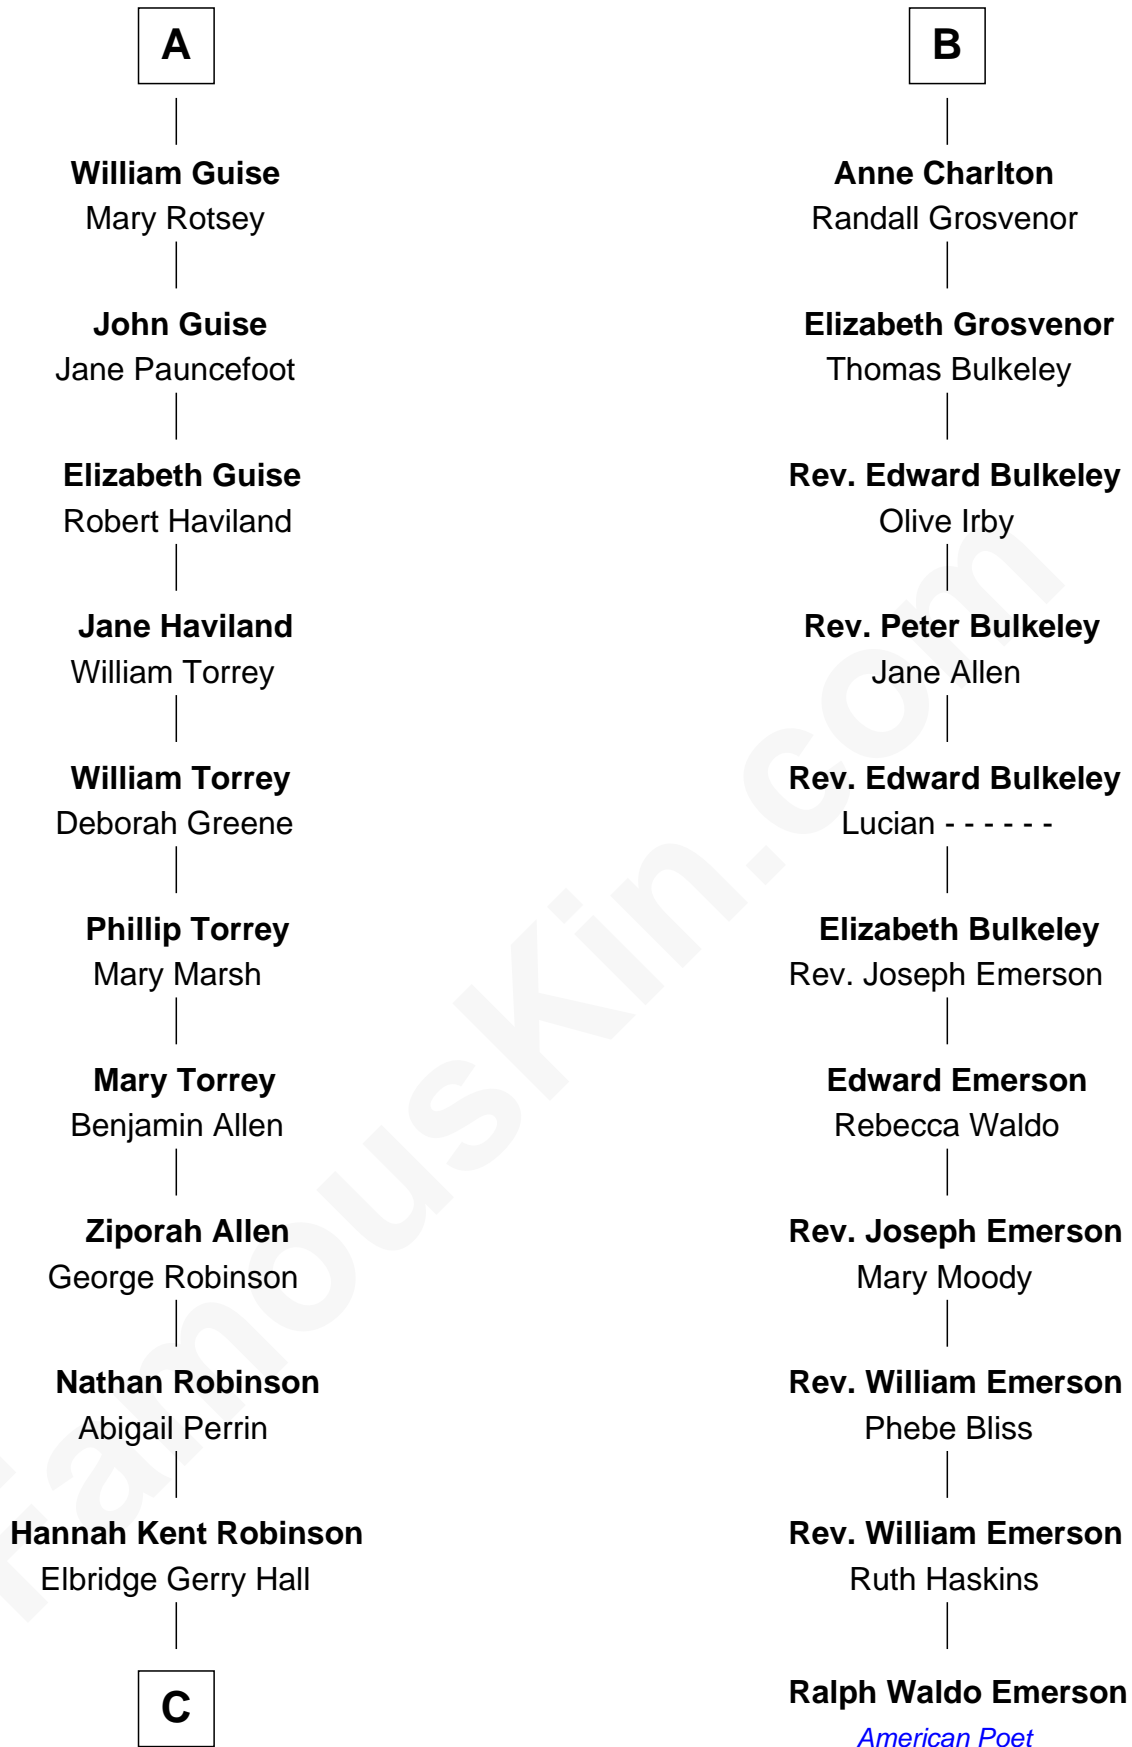 A
William Guise
Mary Rotsey
John Guise
Jane Pauncefoot
Elizabeth Guise
Robert Haviland
Jane Haviland
William Torrey
William Torrey
Deborah Greene
Phillip Torrey
Mary Marsh
Mary Torrey
Benjamin Allen
Ziporah Allen
George Robinson
Nathan Robinson
Abigail Perrin
Hannah Kent Robinson
Elbridge Gerry Hall
C
B
Anne Charlton
Randall Grosvenor
Elizabeth Grosvenor
Thomas Bulkeley
Rev. Edward Bulkeley
Olive Irby
Rev. Peter Bulkeley
Jane Allen
Rev. Edward Bulkeley
Lucian - - - - - -
Elizabeth Bulkeley
Rev. Joseph Emerson
Edward Emerson
Rebecca Waldo
Rev. Joseph Emerson
Mary Moody
Rev. William Emerson
Phebe Bliss
Rev. William Emerson
Ruth Haskins
Ralph Waldo Emerson
American Poet
famouskin.com